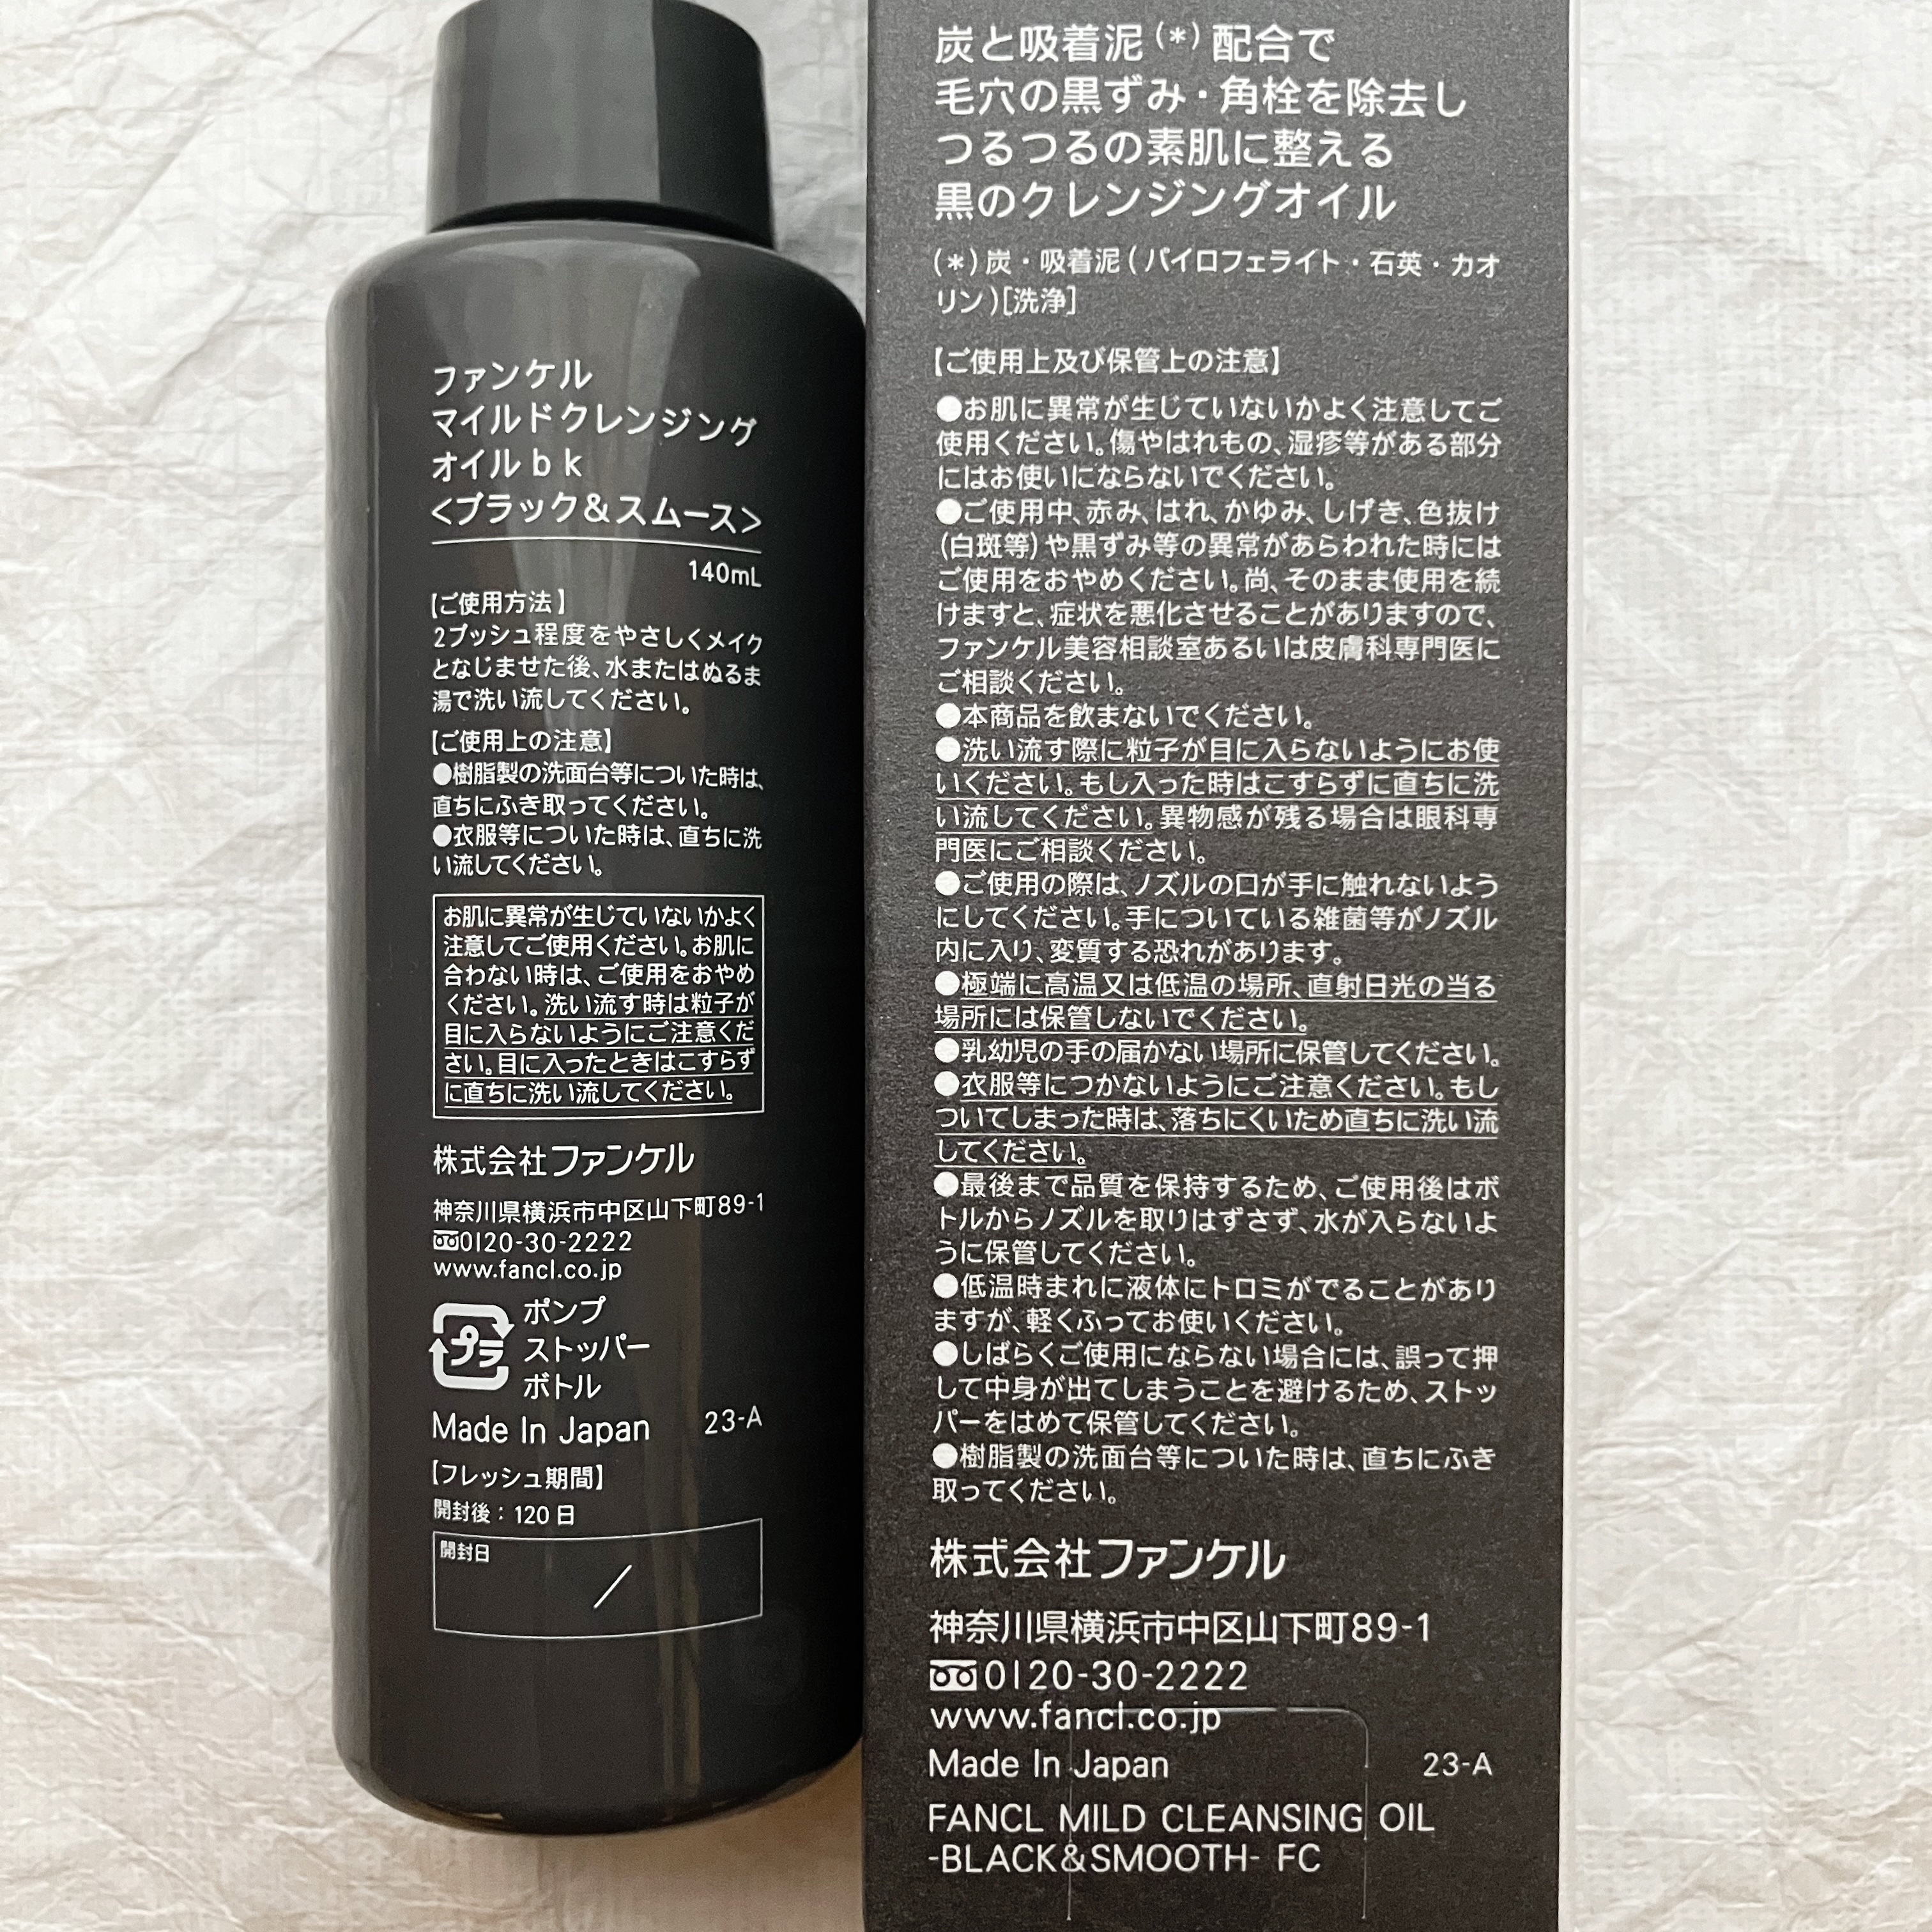 ファンケル
マイルドクレンジング
オイルbk
<ブラック&スムース>
140mL
【ご使用方法】
2プッシュ程度をやさしくメイク
となじませた後、水またはぬるま
湯で洗い流してください。
【ご使用上の注意】
●樹脂製の洗面台等についた時は、
直ちにふき取ってください。
●衣服等についた時は、直ちに洗
い流してください。
お肌に異常が生じていないかよく
注意してご使用ください。お肌に
合わない時は、ご使用をおやめ
ください。洗い流す時は粒子が
目に入らないようにご注意くだ
さい。目に入ったときはこすらず
に直ちに洗い流してください。
株式会社ファンケル
神奈川県横浜市中区山下町89-1
0120-30-2222
www.fancl.co.jp
プラ
ポンプ
ストッパー
ボトル
Made In Japan 23-A
【フレッシュ期間】
開封後：120日
開封日
/
炭と吸着泥(*)配合で
毛穴の黒ずみ・角栓を除去し
つるつるの素肌に整える
黒のクレンジングオイル
(*)炭・吸着泥(パイロフェライト・石英・カオ
リン)[洗浄]
【ご使用上及び保管上の注意】
●お肌に異常が生じていないかよく注意してご
使用ください。傷やはれもの、湿疹等がある部分
にはお使いにならないでください。
●ご使用中、赤み、はれ、かゆみ、しげき、色抜け
(白斑等)や黒ずみ等の異常があらわれた時には
ご使用をおやめください。尚、そのまま使用を続
けますと、症状を悪化させることがありますので、
ファンケル美容相談室あるいは皮膚科専門医に
ご相談ください。
●本商品を飲まないでください。
●洗い流す際に粒子が目に入らないようにお使
いください。もし入った時はこすらずに直ちに洗
い流してください。異物感が残る場合は眼科専
門医にご相談ください。
●ご使用の際は、ノズルの口が手に触れないよう
にしてください。手についている雑菌等がノズル
内に入り、変質する恐れがあります。
●極端に高温又は低温の場所、直射日光の当る
場所には保管しないでください。
●乳幼児の手の届かない場所に保管してください。
●衣服等につかないようにご注意ください。もし
ついてしまった時は、落ちにくいため直ちに洗い流
してください。
●最後まで品質を保持するため、ご使用後はボ
トルからノズルを取りはずさず、水が入らないよ
うに保管してください。
●低温時まれに液体にトロミがでることがあり
ますが、軽くふってお使いください。
●しばらくご使用にならない場合には、誤って押
して中身が出てしまうことを避けるため、ストッ
パーをはめて保管してください。
●樹脂製の洗面台等についた時は、直ちにふき
取ってください。
株式会社ファンケル
神奈川県横浜市中区山下町89-1
0120-30-2222
www.fancl.co.jp
Made In Japan 23-A
FANCL MILD CLEANSING OIL
-BLACK&SMOOTH- FC